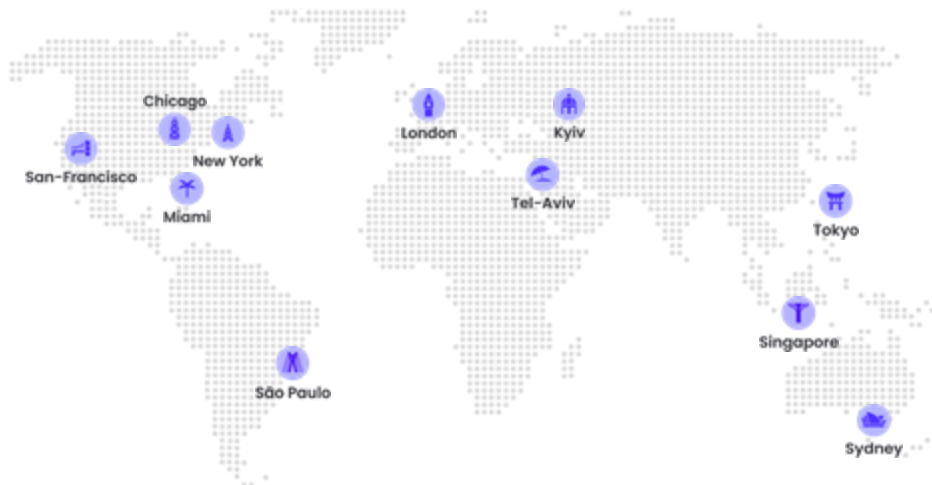 Chicago
London
Kyiv
New York
San-Francisco
Tel-Aviv
Miami
Tokyo
Singapore
São Paulo
Sydney